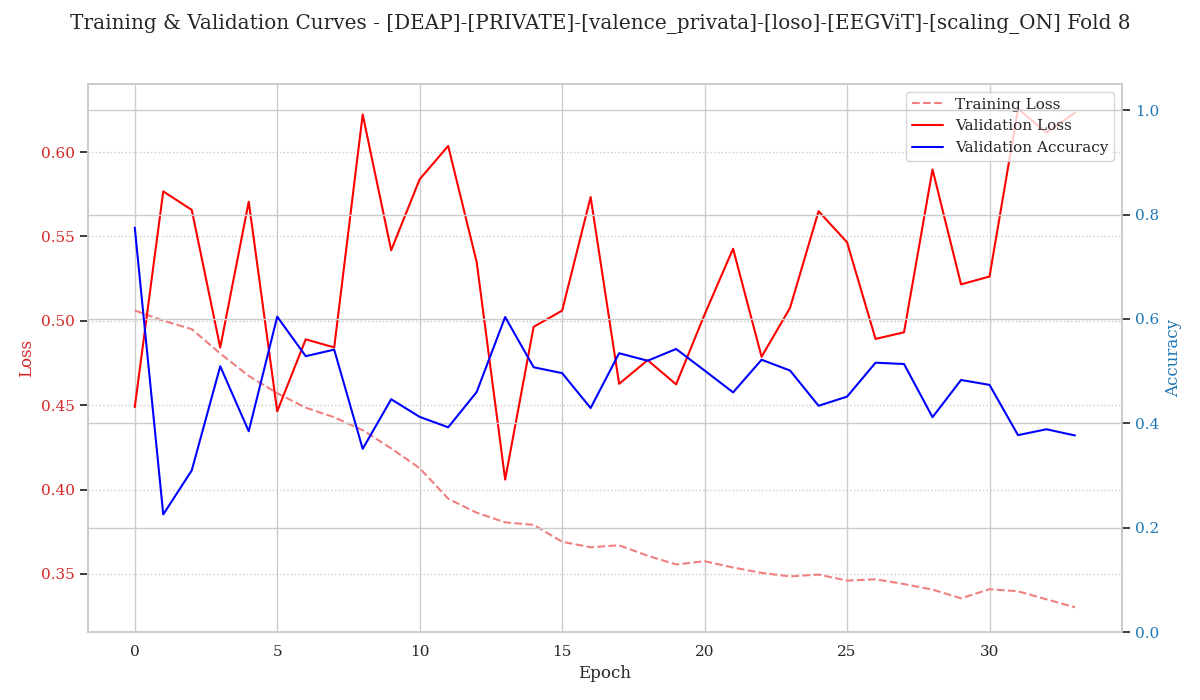 Training & Validation Curves - [DEAP]-[PRIVATE]-[valence_privata]-[loso]-[EEGViT]-[scaling_ON] Fold 8
Training Loss
Validation Loss
Validation Accuracy
Loss
0.60
0.55
0.50
0.45
0.40
0.35
1.0
0.8
0.6
0.4
0.2
0.0
Accuracy
0
5
10
15
20
25
30
Epoch